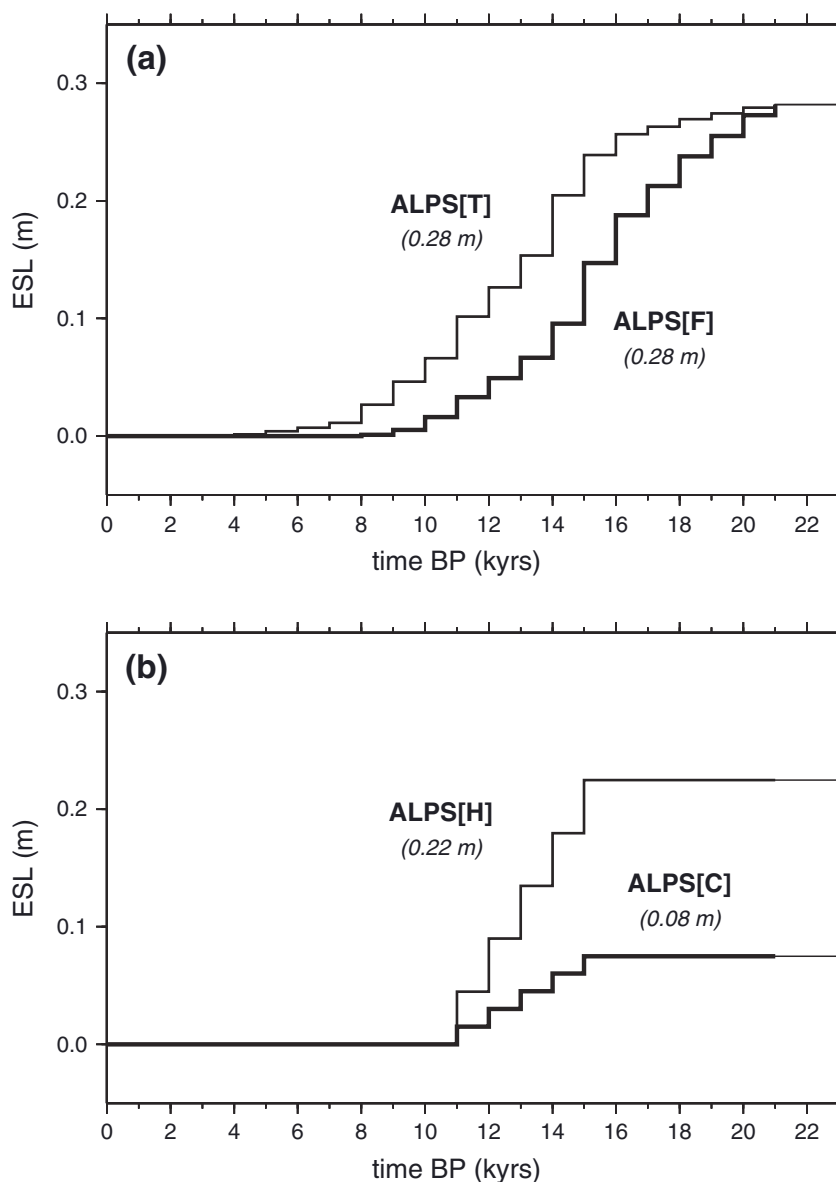 (a)
0.3
0.2
0.1
0.0
ESL (m)
ALPS[T]
(0.28 m)
ALPS[F]
(0.28 m)
0 2 4 6 8 10 12 14 16 18 20 22
time BP (kyrs)
(b)
0.3
0.2
0.1
0.0
ESL (m)
ALPS[H]
(0.22 m)
ALPS[C]
(0.08 m)
0 2 4 6 8 10 12 14 16 18 20 22
time BP (kyrs)